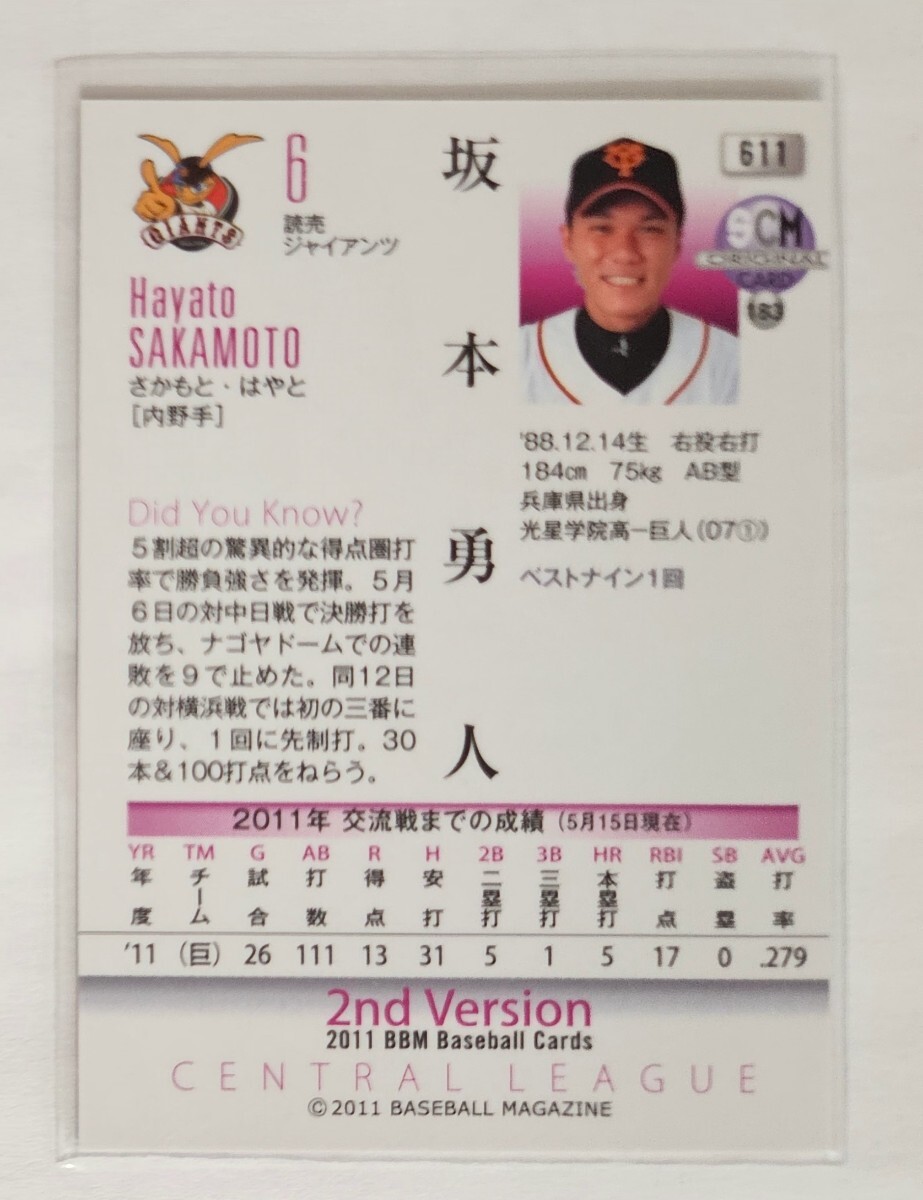 GIANTS
6
読売
ジャイアンツ
Hayato
SAKAMOTO
さかもと・はやと
[内野手]
坂本勇人
611
SCM
ORIGINAL
CARD
183
'88.12.14生 右投右打
184cm 75kg AB型
兵庫県出身
光星学院高ー巨人(07①)
ベストナイン1回
Did You Know?
5割超の驚異的な得点圏打
率で勝負強さを発揮。5月
6日の対中日戦で決勝打を
放ち、ナゴヤドームでの連
敗を9で止めた。同12日
の対横浜戦では初の三番に
座り、1回に先制打。30
本&100打点をねらう。
2011年 交流戦までの成績 (5月15日現在)
YR TM G AB R H 2B 3B HR RBI SB AVG
年度 チーム 試合 打数 得点 安打 二塁打 三塁打 本塁打 打点 盗塁 打率
'11 (巨) 26 111 13 31 5 1 5 17 0 .279
2nd Version
2011 BBM Baseball Cards
CENTRAL LEAGUE
©2011 BASEBALL MAGAZINE